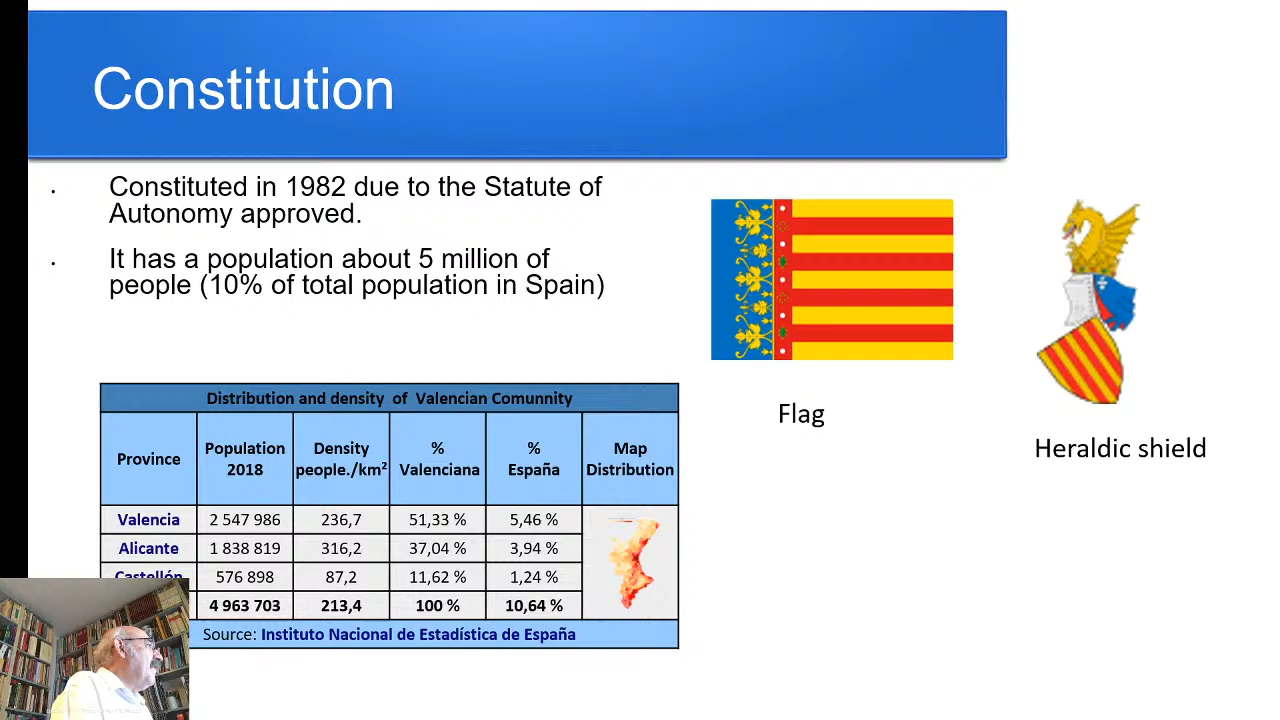 Constitution
Constituted in 1982 due to the Statute of
Autonomy approved.
It has a population about 5 million of
people (10% of total population in Spain)
Flag
Heraldic shield
Distribution and density of Valencian Comunnity
Province Population 2018 Density people./km² % Valenciana % España Map Distribution
Valencia 2 547 986 236,7 51,33 % 5,46 %
Alicante 1 838 819 316,2 37,04 % 3,94 %
Castellón 576 898 87,2 11,62 % 1,24 %
4 963 703 213,4 100 % 10,64 %
Source: Instituto Nacional de Estadística de España